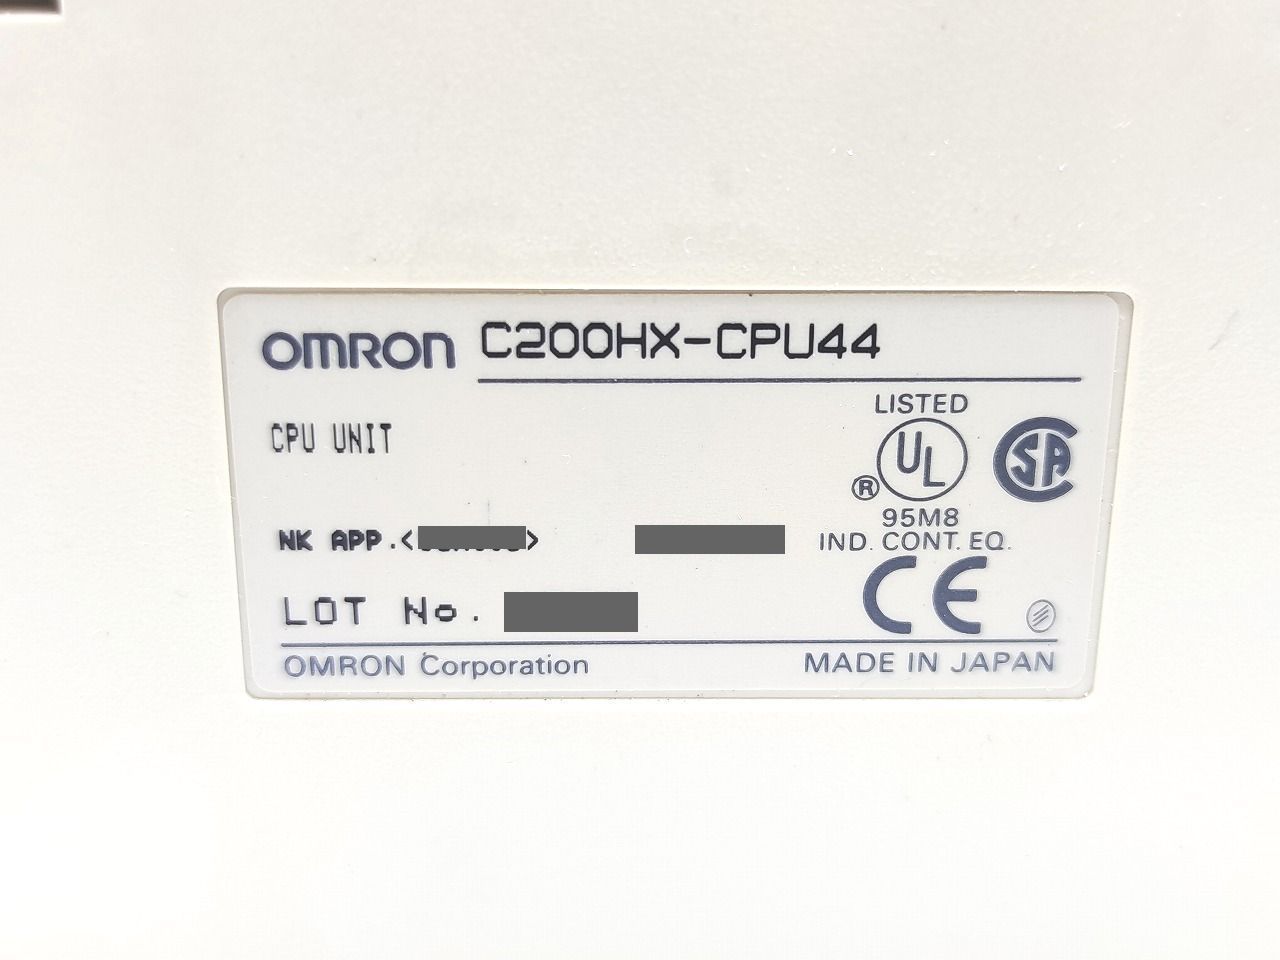 OMRON C200HX-CPU44
CPU UNIT
LISTED
UL
®
SA
95M8
IND. CONT. EQ.
NK APP.< >
CE
LOT No.
OMRON Corporation
MADE IN JAPAN